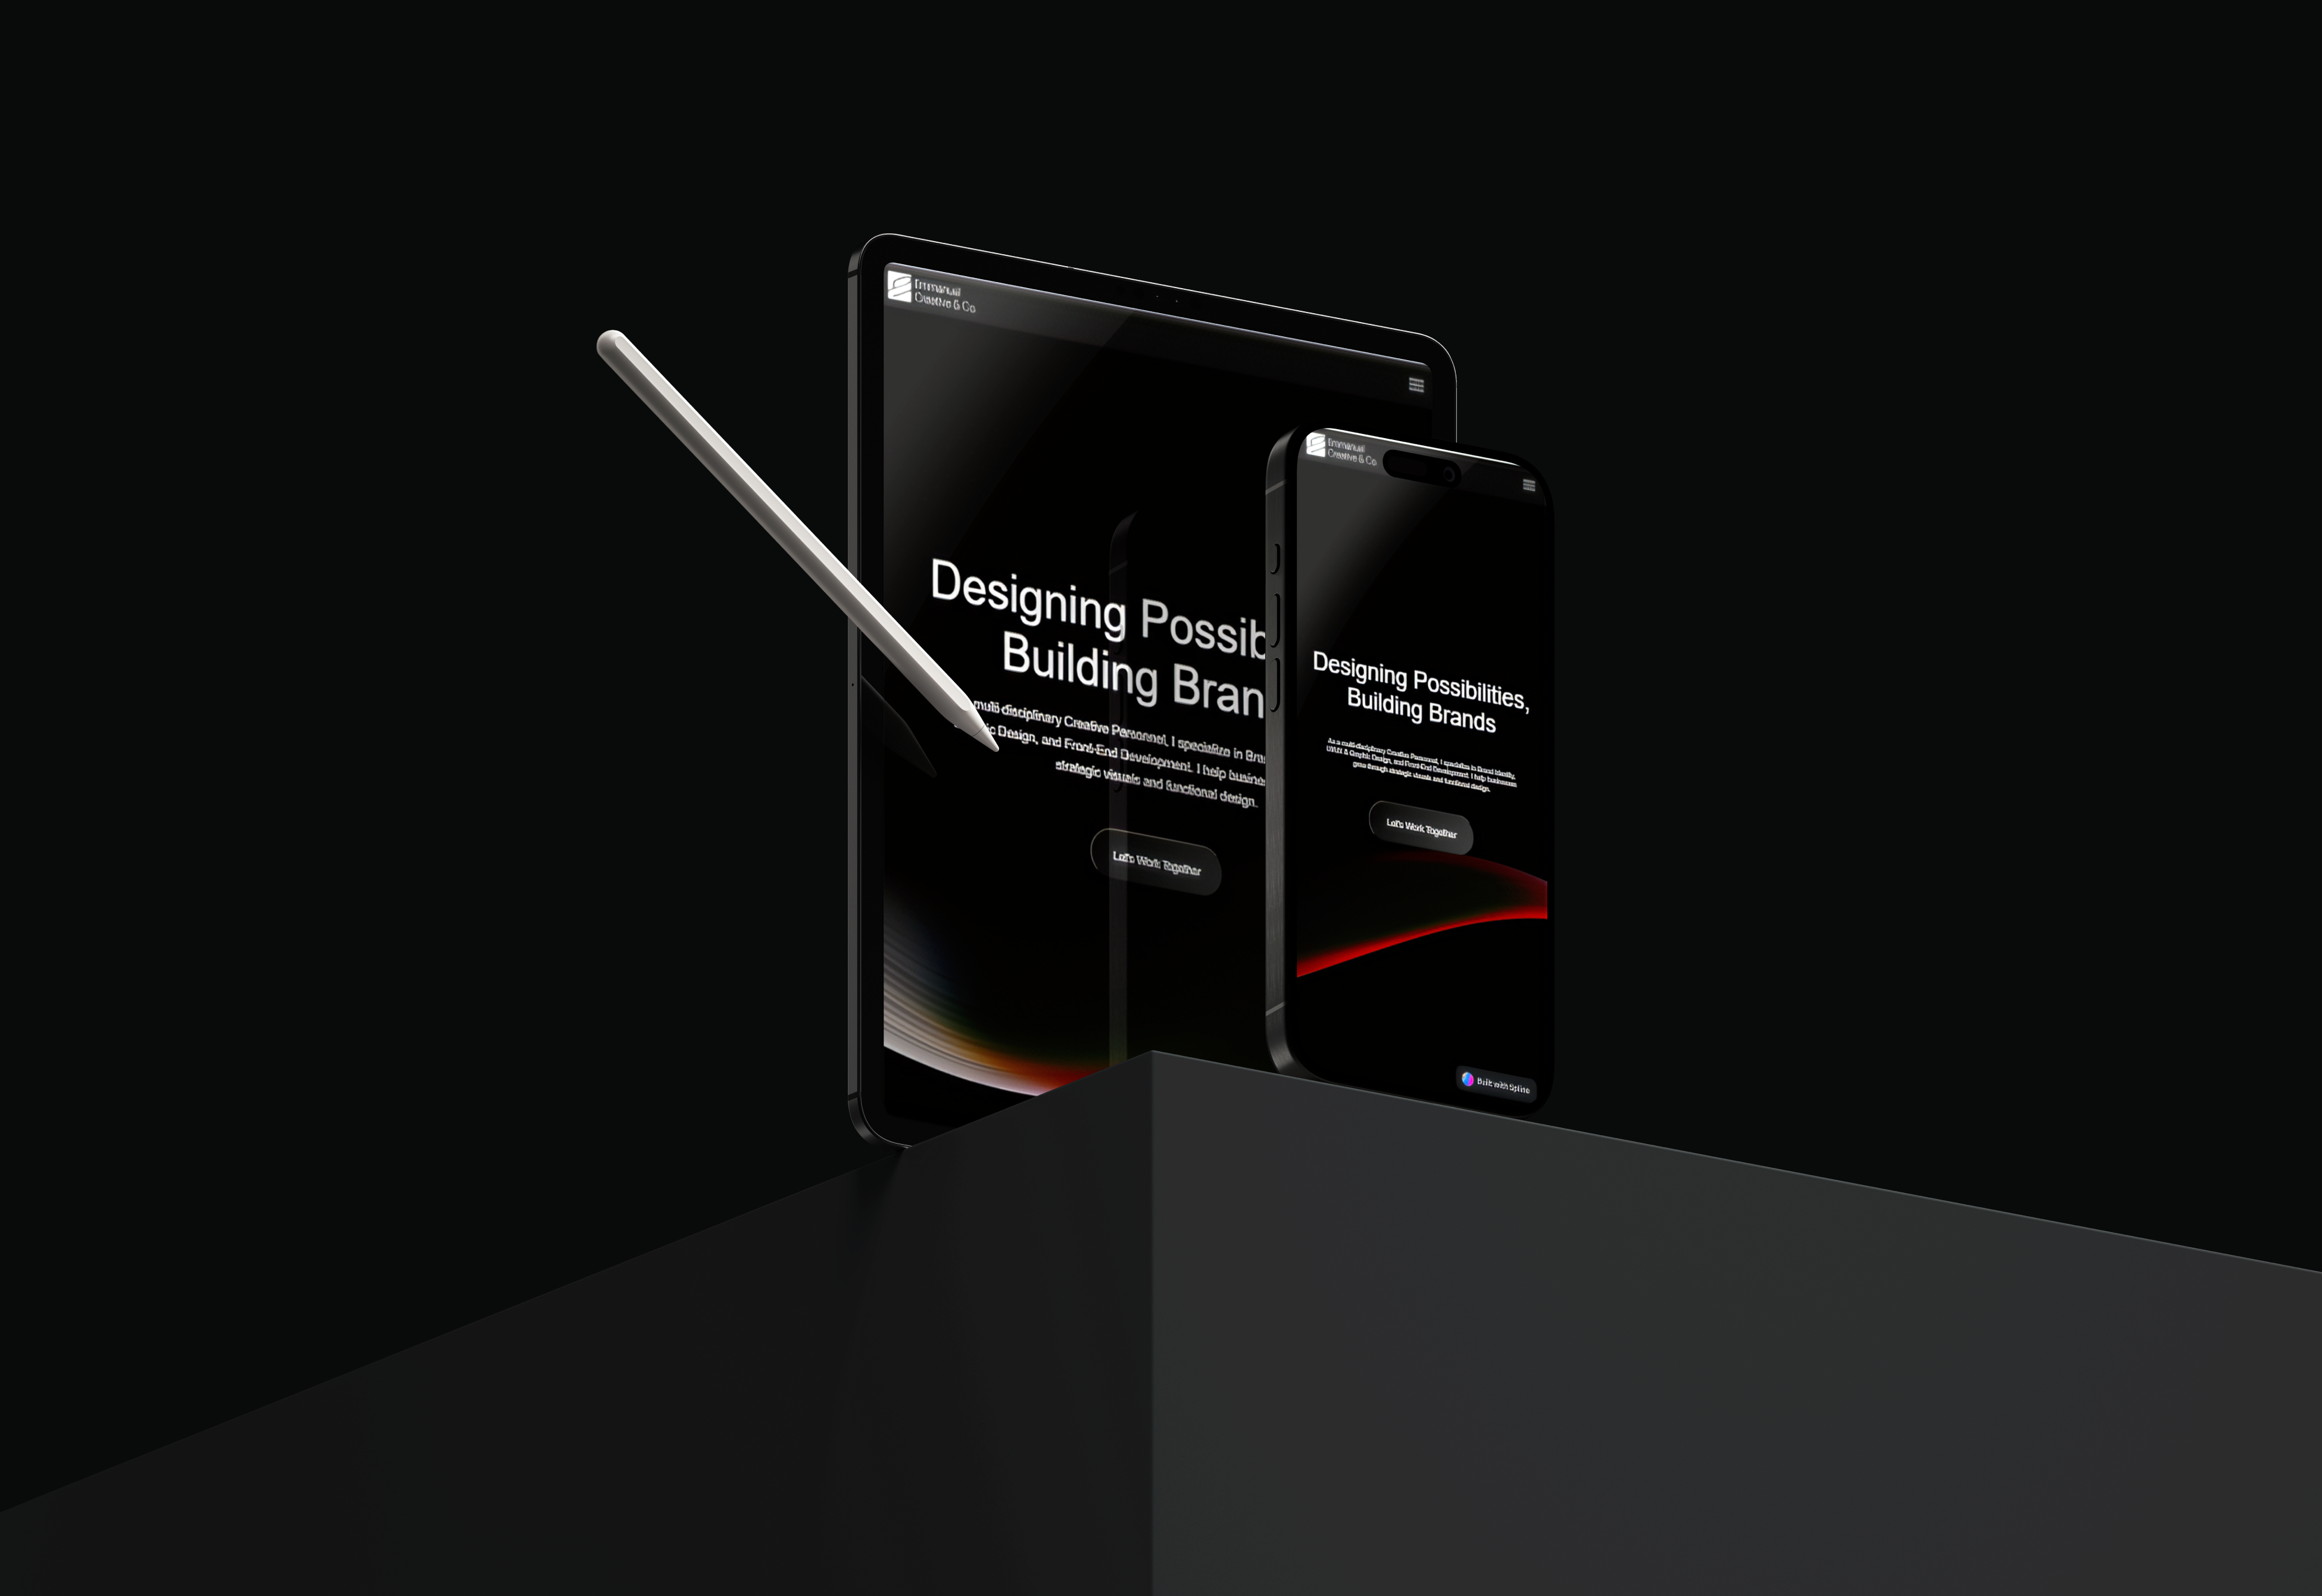 Emmanuel
Creative & Co
Designing Possib
Building Bran
multi-disciplinary Creative Personnel, I specialize in Bra
ic Design, and Front-End Development. I help busine
strategic visuals and functional design.
Let's Work Together
Emmanuel
Creative & Co
Designing Possibilities,
Building Brands
As a multi-disciplinary Creative Personnel, I specialize in Brand Identity,
UI/UX & Graphic Design, and Front-End Development. I help businesses
grow through strategic visuals and functional design.
Let's Work Together
Built with Spline